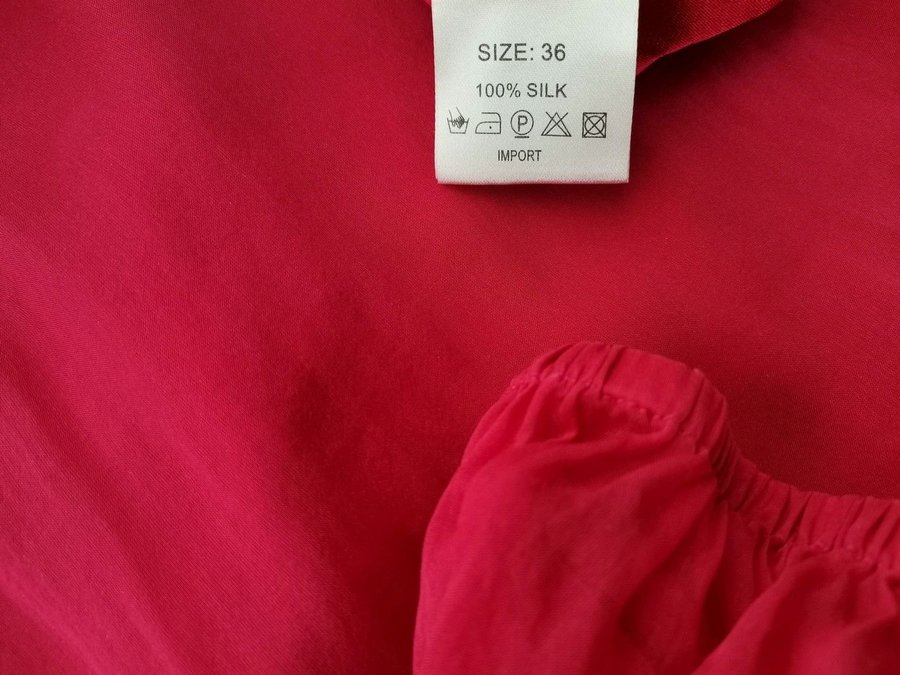 SIZE: 36
100% SILK
P
IMPORT